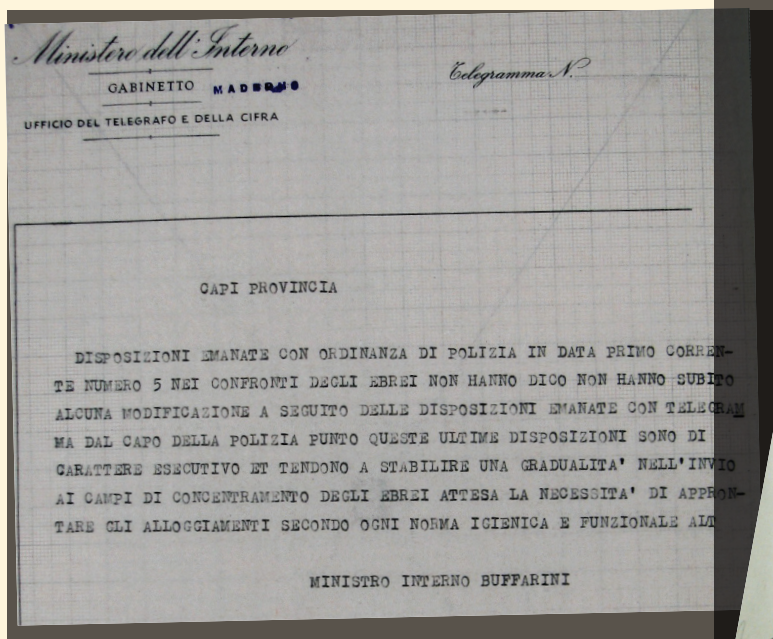 Ministero dell'Interno
GABINETTO MADERNO
UFFICIO DEL TELEGRAFO E DELLA CIFRA
Telegramma N.
CAPI PROVINCIA
DISPOSIZIONI EMANATE CON ORDINANZA DI POLIZIA IN DATA PRIMO CORREN-
TE NUMERO 5 NEI CONFRONTI DEGLI EBREI NON HANNO DICO NON HANNO SUBITO
ALCUNA MODIFICAZIONE A SEGUITO DELLE DISPOSIZIONI EMANATE CON TELEGRAM
MA DAL CAPO DELLA POLIZIA PUNTO QUESTE ULTIME DISPOSIZIONI SONO DI
CARATTERE ESECUTIVO ET TENDONO A STABILIRE UNA GRADUALITA' NELL'INVIO
AI CAMPI DI CONCENTRAMENTO DEGLI EBREI ATTESA LA NECESSITA' DI APPRON-
TARE GLI ALLOGGIAMENTI SECONDO OGNI NORMA IGIENICA E FUNZIONALE ALT
MINISTRO INTERNO BUFFARINI